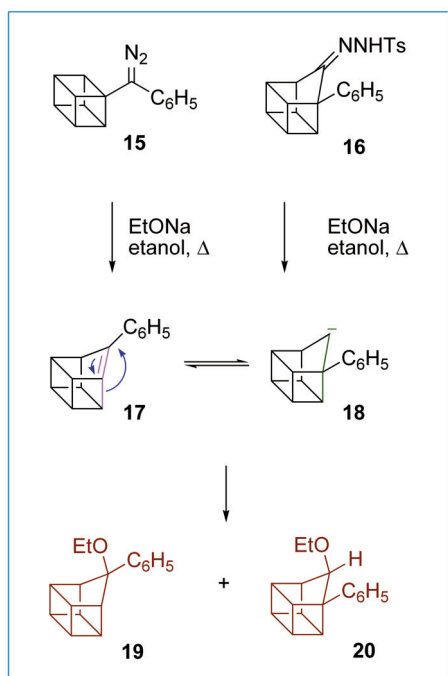 N₂
NNHTs
C₆H₅
C₆H₅
15
16
EtONa
etanol, Δ
EtONa
etanol, Δ
C₆H₅
C₆H₅
17
18
EtO
C₆H₅
EtO
H
+
C₆H₅
19
20